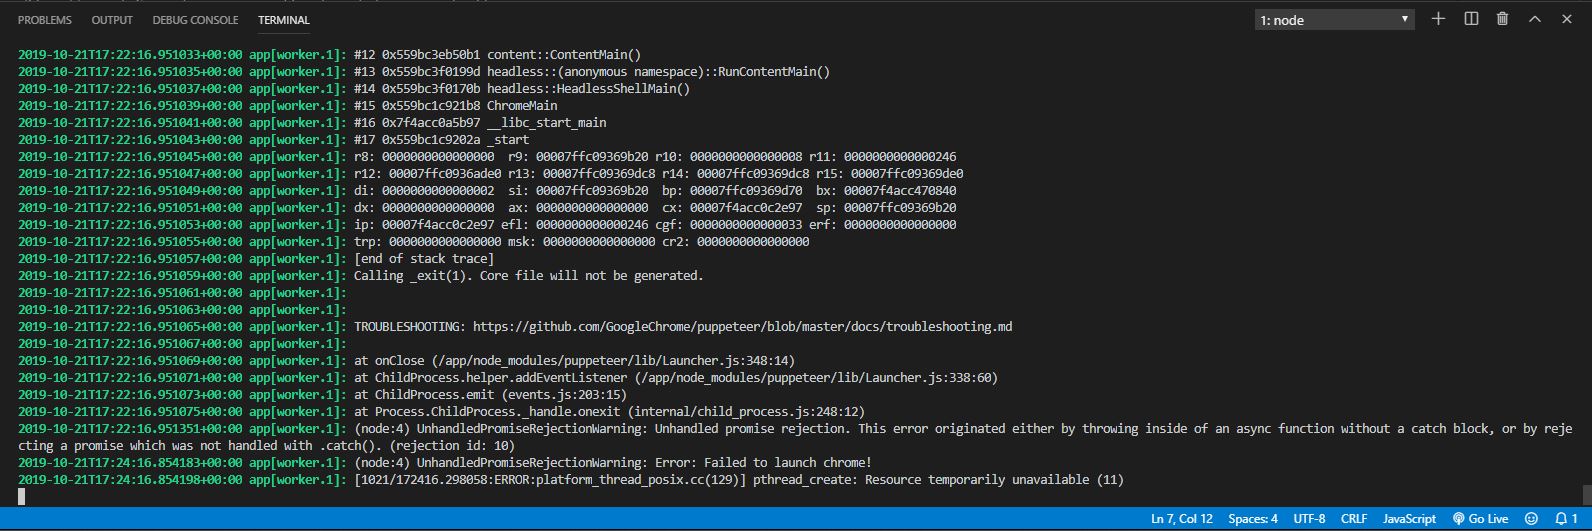 PROBLEMS OUTPUT DEBUG CONSOLE TERMINAL 1: node
2019-10-21T17:22:16.951033+00:00 app[worker.1]: #12 0x559bc3eb50b1 content::ContentMain()
2019-10-21T17:22:16.951035+00:00 app[worker.1]: #13 0x559bc3f0199d headless::(anonymous namespace)::RunContentMain()
2019-10-21T17:22:16.951037+00:00 app[worker.1]: #14 0x559bc3f0170b headless::HeadlessShellMain()
2019-10-21T17:22:16.951039+00:00 app[worker.1]: #15 0x559bc1c921b8 ChromeMain
2019-10-21T17:22:16.951041+00:00 app[worker.1]: #16 0x7f4acc0a5b97 __libc_start_main
2019-10-21T17:22:16.951043+00:00 app[worker.1]: #17 0x559bc1c9202a _start
2019-10-21T17:22:16.951045+00:00 app[worker.1]: r8: 0000000000000000 r9: 00007ffc09369b20 r10: 0000000000000008 r11: 0000000000000246
2019-10-21T17:22:16.951047+00:00 app[worker.1]: r12: 00007ffc0936ade0 r13: 00007ffc09369dc8 r14: 00007ffc09369dc8 r15: 00007ffc09369de0
2019-10-21T17:22:16.951049+00:00 app[worker.1]: di: 0000000000000002 si: 00007ffc09369b20 bp: 00007ffc09369d70 bx: 00007f4acc470840
2019-10-21T17:22:16.951051+00:00 app[worker.1]: dx: 0000000000000000 ax: 0000000000000000 cx: 00007f4acc0c2e97 sp: 00007ffc09369b20
2019-10-21T17:22:16.951053+00:00 app[worker.1]: ip: 00007f4acc0c2e97 efl: 0000000000000246 cgf: 0000000000000033 erf: 0000000000000000
2019-10-21T17:22:16.951055+00:00 app[worker.1]: trp: 0000000000000000 msk: 0000000000000000 cr2: 0000000000000000
2019-10-21T17:22:16.951057+00:00 app[worker.1]: [end of stack trace]
2019-10-21T17:22:16.951059+00:00 app[worker.1]: Calling _exit(1). Core file will not be generated.
2019-10-21T17:22:16.951061+00:00 app[worker.1]:
2019-10-21T17:22:16.951063+00:00 app[worker.1]:
2019-10-21T17:22:16.951065+00:00 app[worker.1]: TROUBLESHOOTING: https://github.com/GoogleChrome/puppeteer/blob/master/docs/troubleshooting.md
2019-10-21T17:22:16.951067+00:00 app[worker.1]:
2019-10-21T17:22:16.951069+00:00 app[worker.1]: at onClose (/app/node_modules/puppeteer/lib/Launcher.js:348:14)
2019-10-21T17:22:16.951071+00:00 app[worker.1]: at ChildProcess.helper.addEventListener (/app/node_modules/puppeteer/lib/Launcher.js:338:60)
2019-10-21T17:22:16.951073+00:00 app[worker.1]: at ChildProcess.emit (events.js:203:15)
2019-10-21T17:22:16.951075+00:00 app[worker.1]: at Process.ChildProcess._handle.onexit (internal/child_process.js:248:12)
2019-10-21T17:22:16.951351+00:00 app[worker.1]: (node:4) UnhandledPromiseRejectionWarning: Unhandled promise rejection. This error originated either by throwing inside of an async function without a catch block, or by reje
cting a promise which was not handled with .catch(). (rejection id: 10)
2019-10-21T17:24:16.854183+00:00 app[worker.1]: (node:4) UnhandledPromiseRejectionWarning: Error: Failed to launch chrome!
2019-10-21T17:24:16.854198+00:00 app[worker.1]: [1021/172416.298058:ERROR:platform_thread_posix.cc(129)] pthread_create: Resource temporarily unavailable (11)
Ln 7, Col 12 Spaces: 4 UTF-8 CRLF JavaScript Go Live 1